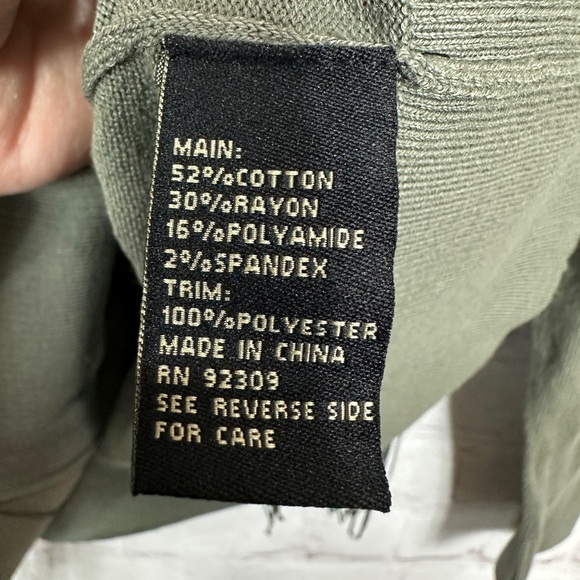 MAIN:
52%COTTON
30%RAYON
16%POLYAMIDE
2%SPANDEX
TRIM:
100%POLYESTER
MADE IN CHINA
RN 92309
SEE REVERSE SIDE
FOR CARE